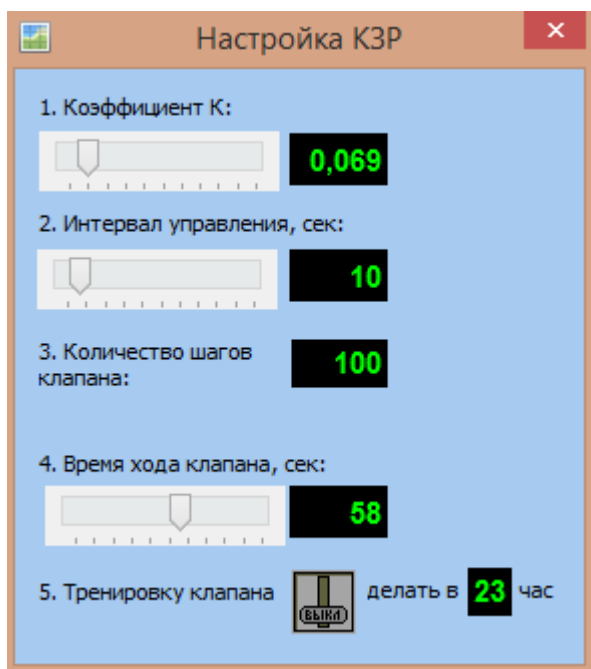 Настройка КЗР
1. Коэффициент К:
0,069
2. Интервал управления, сек:
10
3. Количество шагов
клапана:
100
4. Время хода клапана, сек:
58
5. Тренировку клапана (ВЫКЛ) делать в 23 час